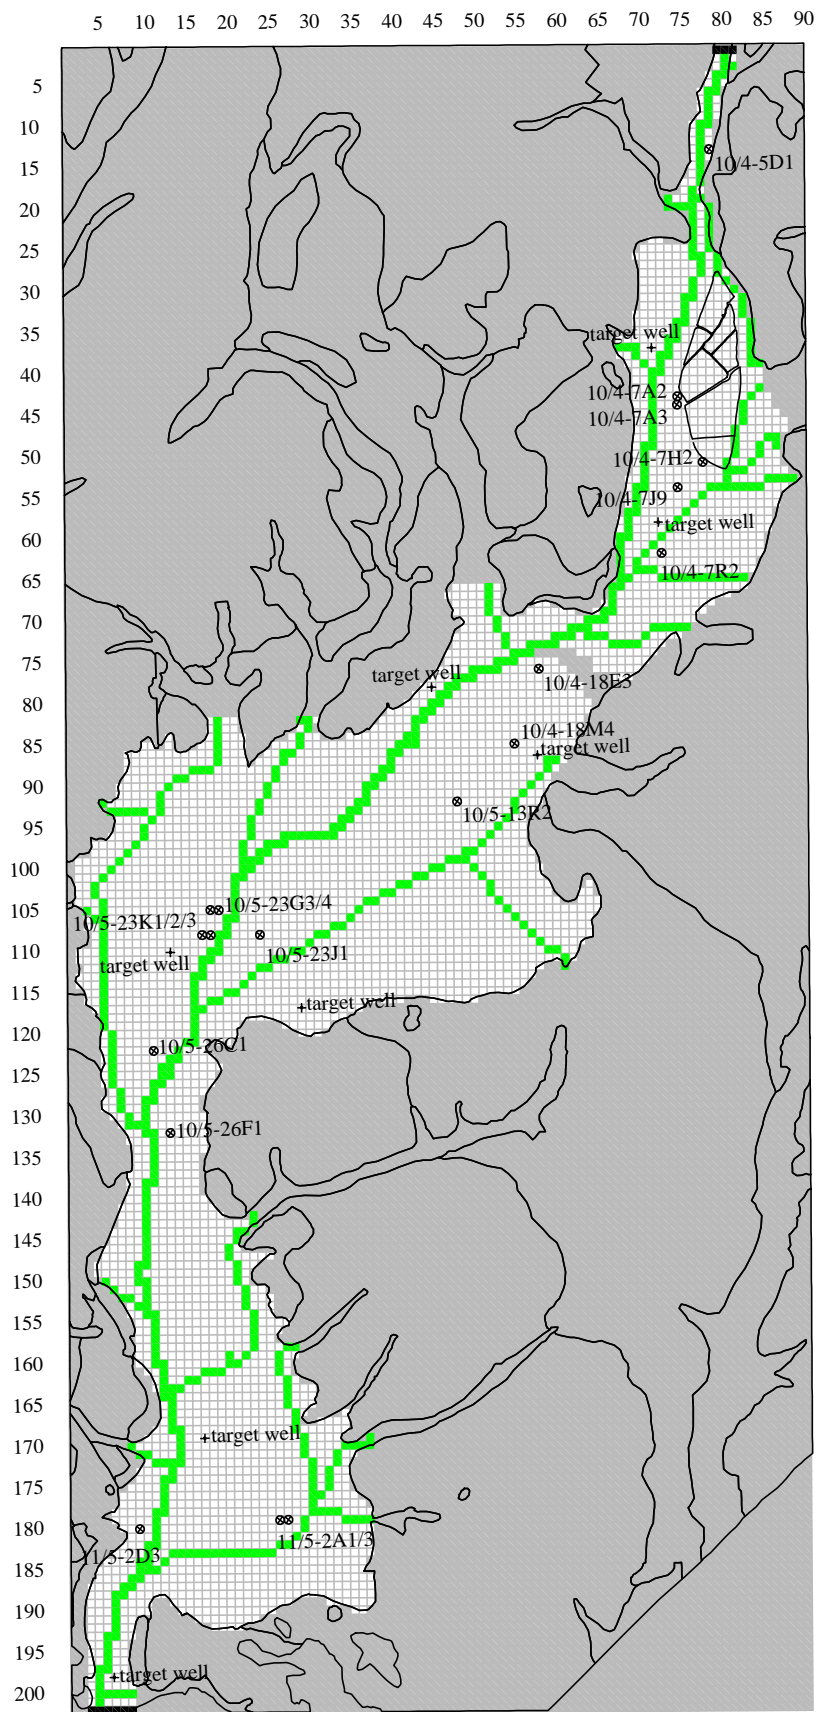 5 10 15 20 25 30 35 40 45 50 55 60 65 70 75 80 85 90
5
10
10/4-5D1
15
20
25
30
target well
35
40
10/4-7A2
10/4-7A3
45
10/4-7H2
50
10/4-7J9
55
target well
60
10/4-7R2
65
70
75
target well
10/4-18E3
80
10/4-18M4
target well
85
90
10/5-13R2
95
100
10/5-23G3/4
105
10/5-23K1/2/3
10/5-23J1
110
target well
115
target well
120
10/5-26C1
125
130
10/5-26F1
135
140
145
150
155
160
165
target well
170
175
180
11/5-2A1/3
11/5-2D3
185
190
195
target well
200